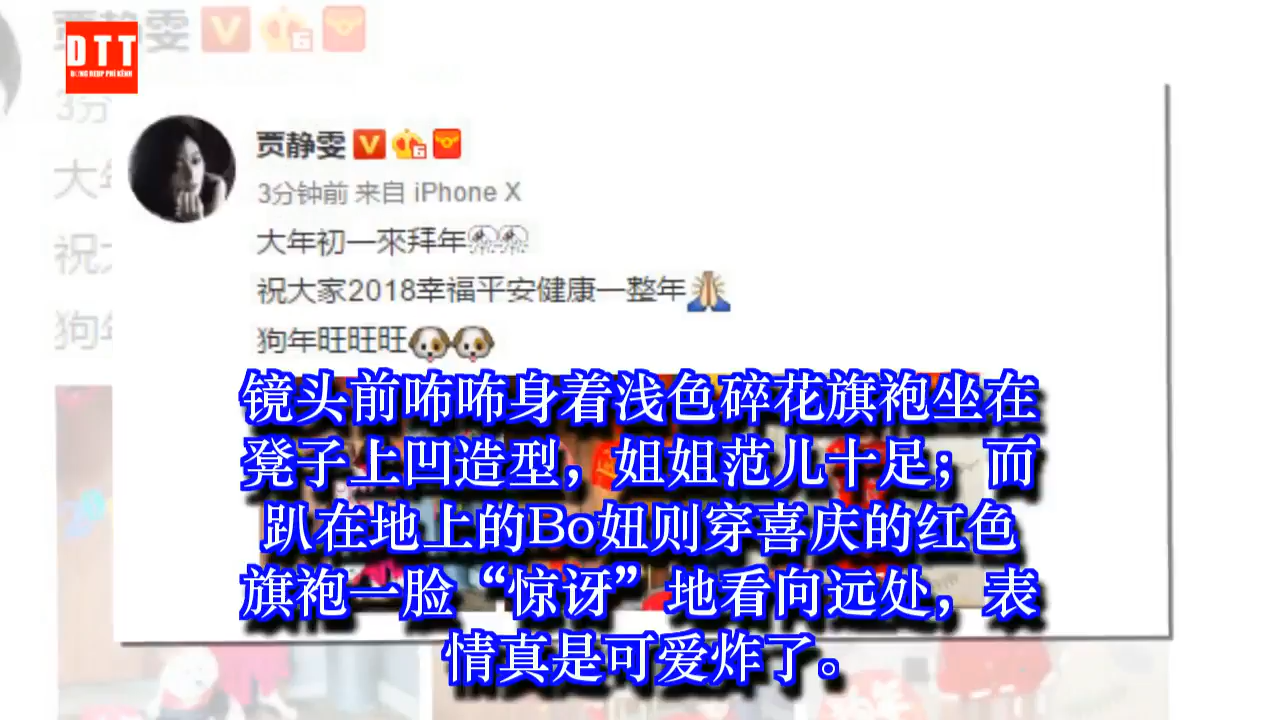 DTT
贾静雯
3分钟前 来自 iPhone X
大年初一來拜年
祝大家2018幸福平安健康一整年
狗年旺旺旺
镜头前咘咘身着浅色碎花旗袍坐在
凳子上凹造型，姐姐范儿十足；而
趴在地上的Bo妞则穿喜庆的红色
旗袍一脸“惊讶”地看向远处，表
情真是可爱炸了。